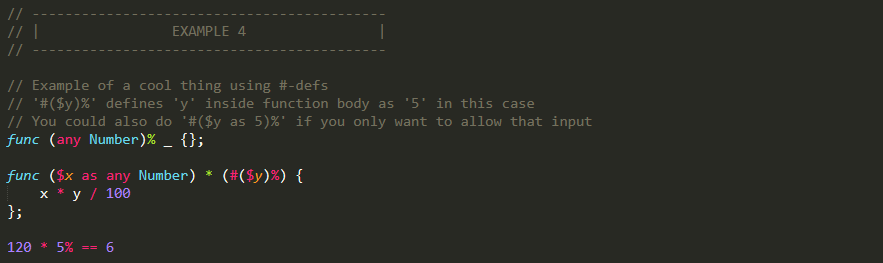 // -------------------------------------------
// |                EXAMPLE 4                |
// -------------------------------------------
// Example of a cool thing using #-defs
// '#($y)%' defines 'y' inside function body as '5' in this case
// You could also do '#($y as 5)%' if you only want to allow that input
func (any Number)% _ {};
func ($x as any Number) * (#($y)%) {
    x * y / 100
};
120 * 5% == 6